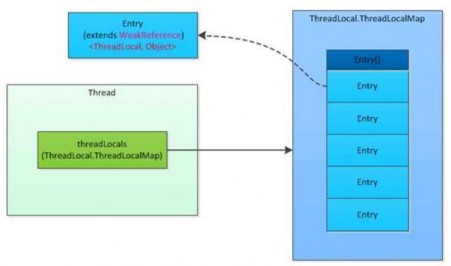 Entry
(extends WeakReference)
<ThreadLocal, Object>
ThreadLocal.ThreadLocalMap
Entry[]
Entry
Entry
Entry
Entry
Entry
Thread
threadLocals
(ThreadLocal.ThreadLocalMap)